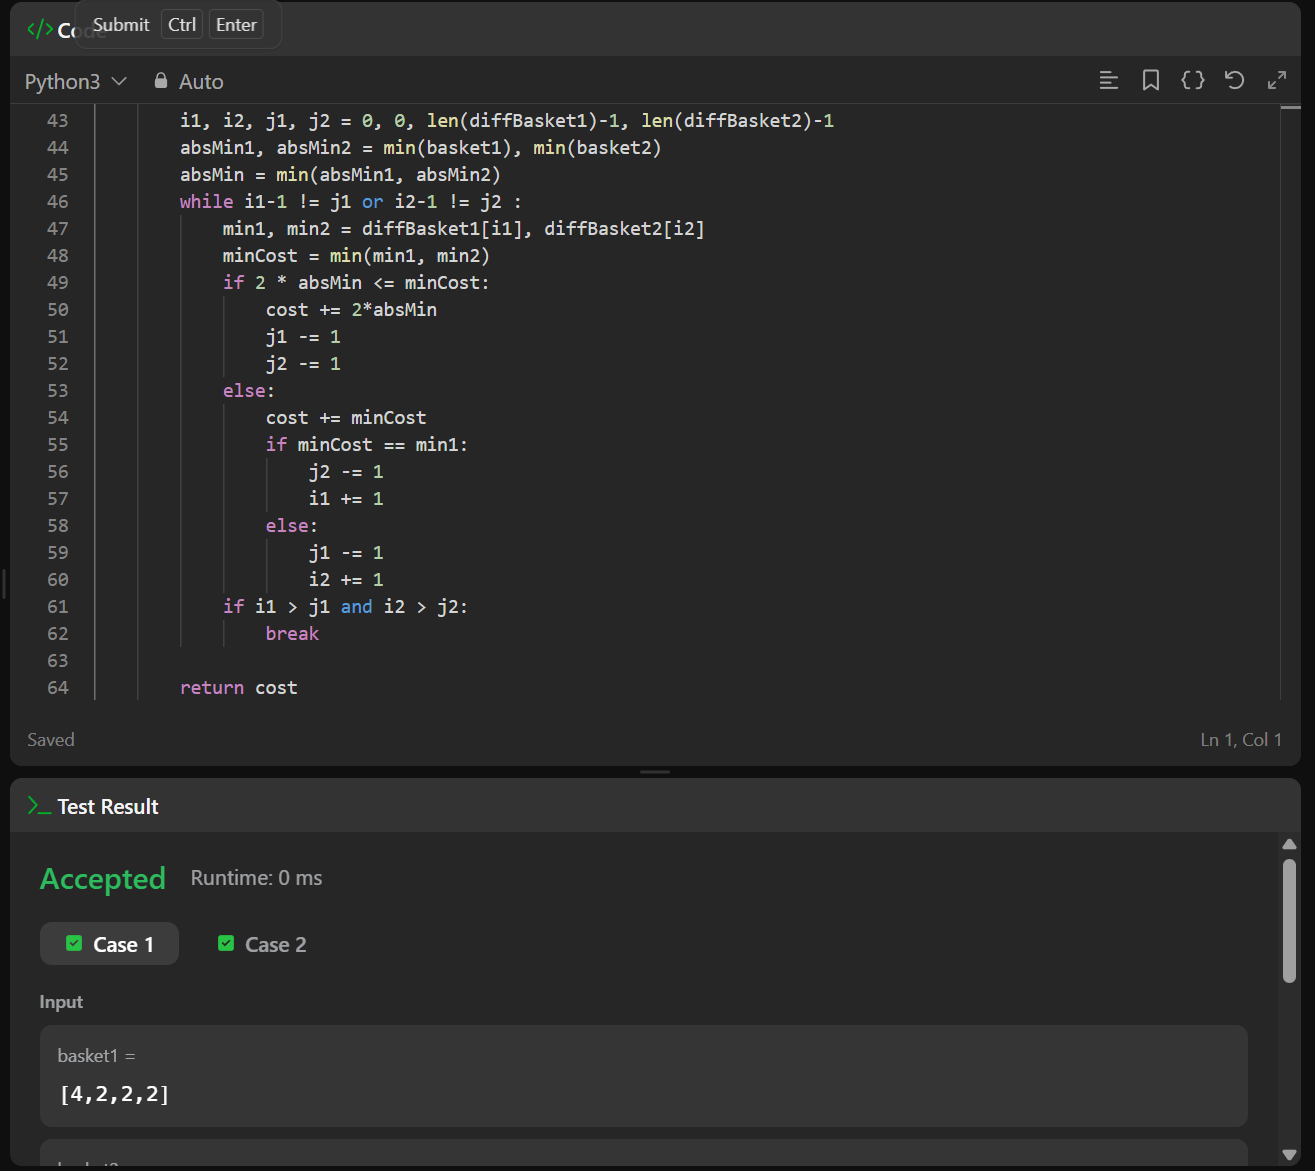 Submit Ctrl Enter
</> Code
Python3 Auto
43 i1, i2, j1, j2 = 0, 0, len(diffBasket1)-1, len(diffBasket2)-1
44 absMin1, absMin2 = min(basket1), min(basket2)
45 absMin = min(absMin1, absMin2)
46 while i1-1 != j1 or i2-1 != j2 :
47 min1, min2 = diffBasket1[i1], diffBasket2[i2]
48 minCost = min(min1, min2)
49 if 2 * absMin <= minCost:
50 cost += 2*absMin
51 j1 -= 1
52 j2 -= 1
53 else:
54 cost += minCost
55 if minCost == min1:
56 j2 -= 1
57 i1 += 1
58 else:
59 j1 -= 1
60 i2 += 1
61 if i1 > j1 and i2 > j2:
62 break
63
64 return cost
Saved Ln 1, Col 1
Test Result
Accepted Runtime: 0 ms
Case 1 Case 2
Input
basket1 =
[4,2,2,2]